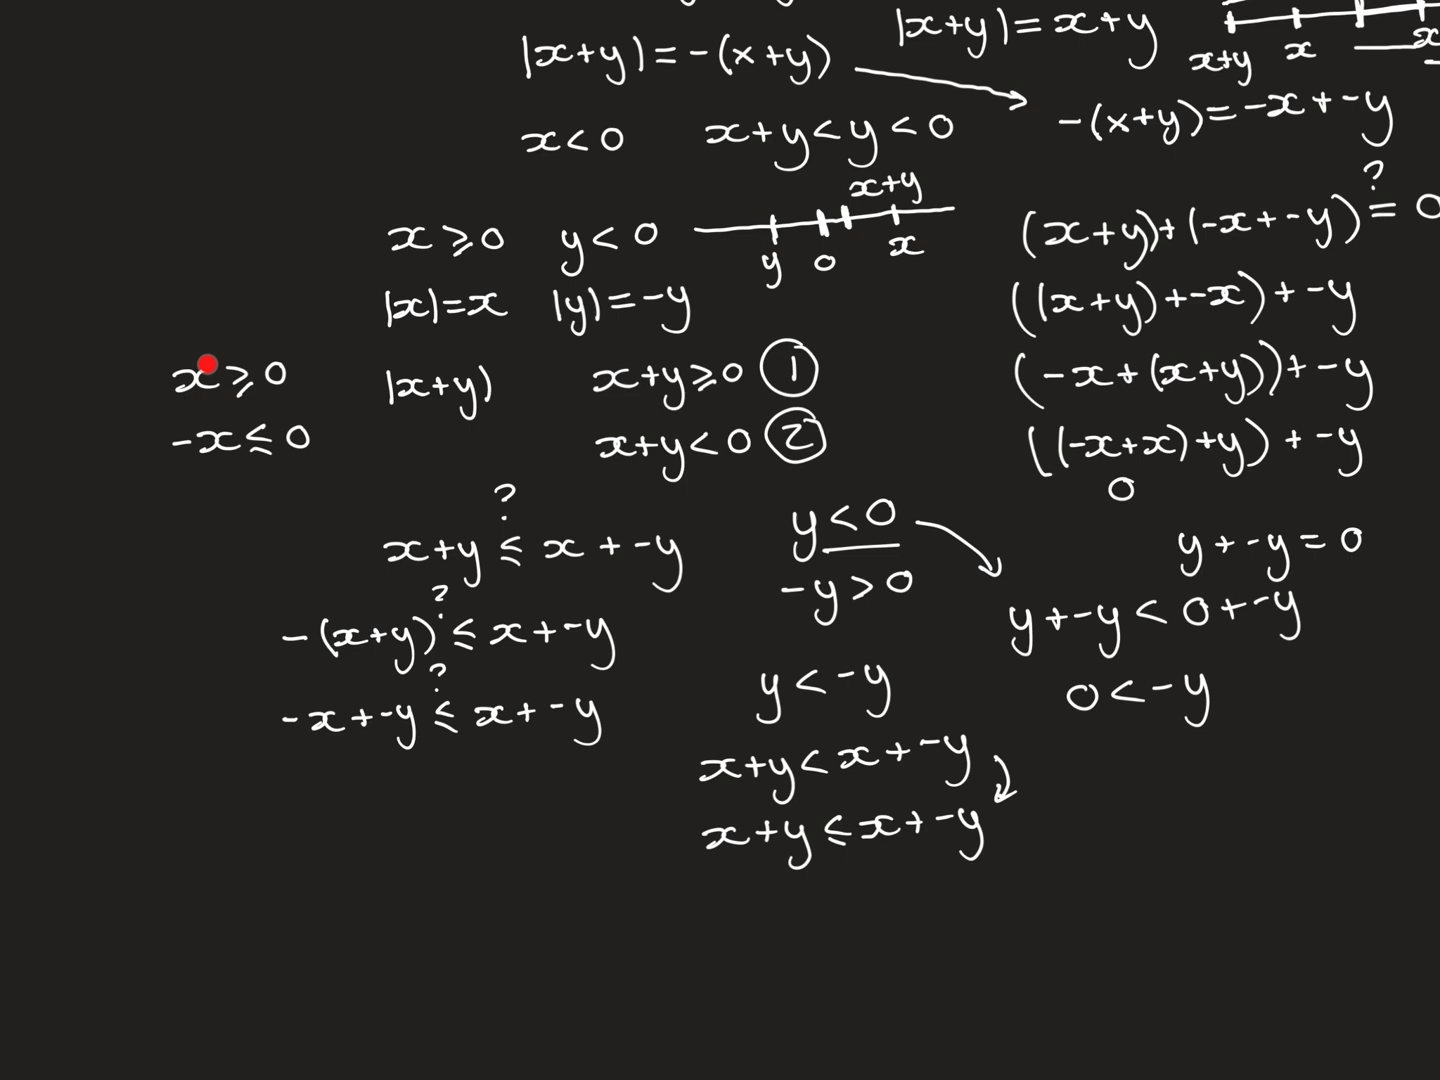 |x+y| = -(x+y)
|x+y| = x+y
x+y x
-(x+y) = -x + -y
x < 0 x+y < y < 0
x ⩾ 0 y < 0
x+y
y 0 x
(x+y) + (-x + -y) ≟ 0
|x| = x |y| = -y
((x+y) + -x) + -y
x ⩾ 0
-x ≤ 0
|x+y|
x+y ⩾ 0 ①
x+y < 0 ②
(-x + (x+y)) + -y
((-x+x) + y) + -y
0
?
x+y ≤ x + -y
?
-(x+y) ≤ x + -y
?
-x + -y ≤ x + -y
y < 0
-y > 0
y + -y = 0
y + -y < 0 + -y
0 < -y
y < -y
x+y < x + -y
x+y ≤ x + -y